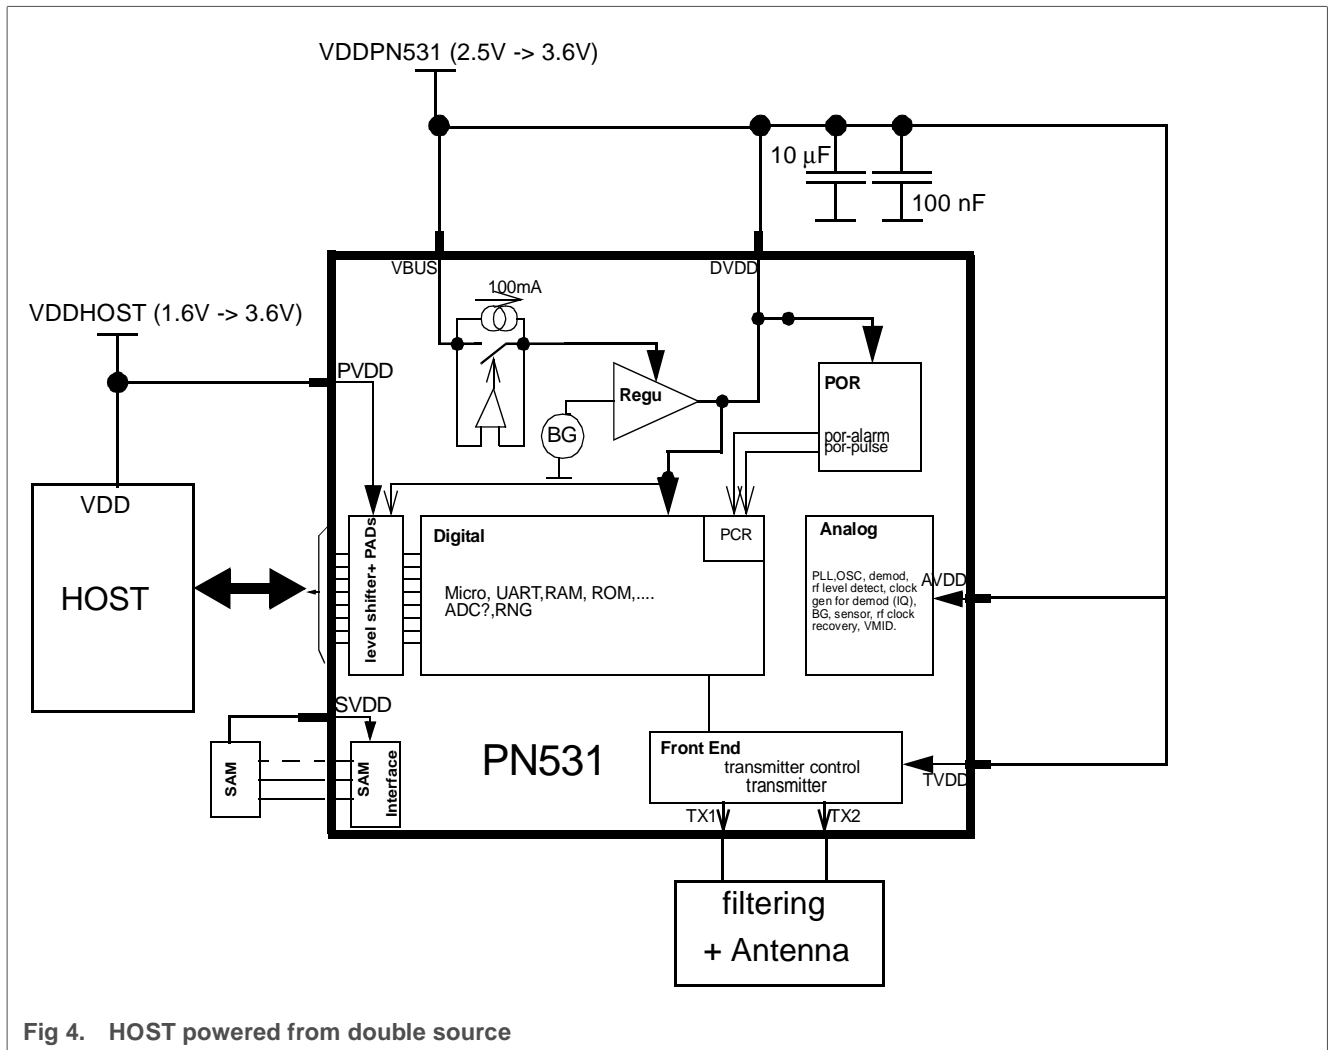 VDDPN531 (2.5V -> 3.6V)
10 µF
100 nF
VBUS
DVDD
100mA
VDDHOST (1.6V -> 3.6V)
PVDD
Regu
POR
BG
por-alarm
por-pulse
VDD
HOST
level shifter+ PADs
Digital
PCR
Micro, UART,RAM, ROM,....
ADC?,RNG
Analog
PLL,OSC, demod,
rf level detect, clock
gen for demod (IQ),
BG, sensor, rf clock
recovery, VMID.
AVDD
SVDD
SAM
SAM
Interface
PN531
Front End
transmitter control
transmitter
TVDD
TX1
TX2
filtering
+ Antenna
Fig 4. HOST powered from double source